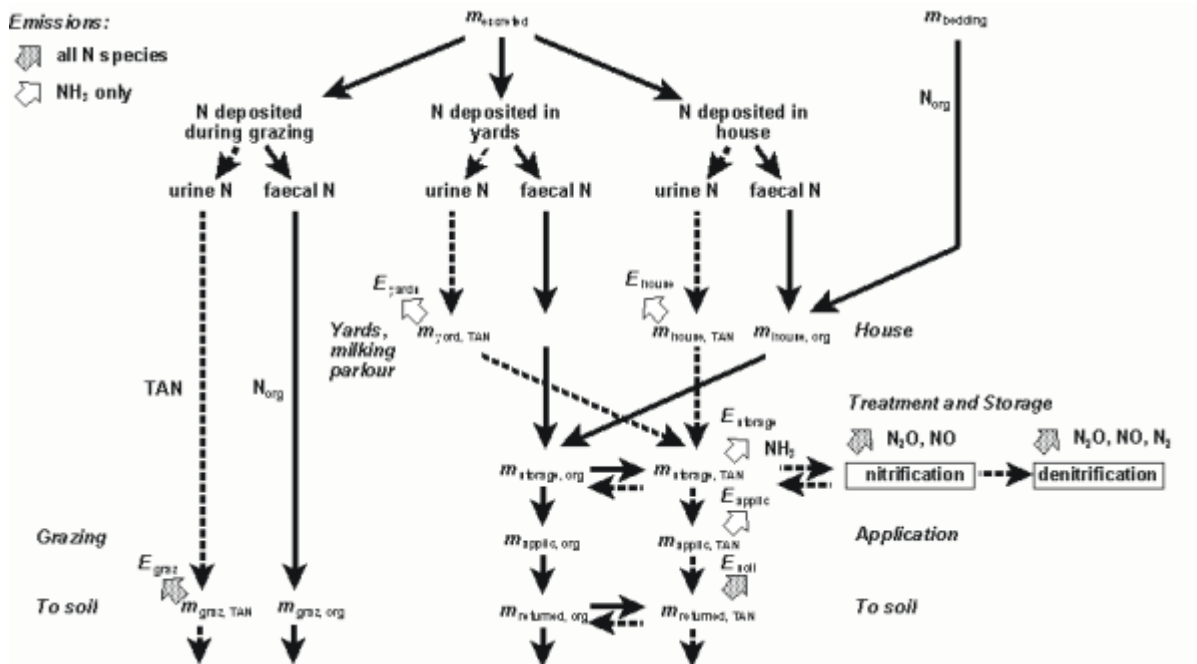 Emissions:
all N species
NH3 only
mexcreted
mbedding
Norg
N deposited
during grazing
N deposited in
yards
N deposited in
house
urine N
faecal N
urine N
faecal N
urine N
faecal N
Eyards
Ehouse
Yards,
milking
parlour
myard, TAN
mhouse, TAN
mhouse, org
House
TAN
Norg
Treatment and Storage
Estorage
NH3
N2O, NO
N2O, NO, N2
mstorage, org
mstorage, TAN
nitrification
denitrification
Eapplic
Grazing
mapplic, org
mapplic, TAN
Application
Egraz
Esoil
To soil
mgraz, TAN
mgraz, org
mreturned, org
mreturned, TAN
To soil